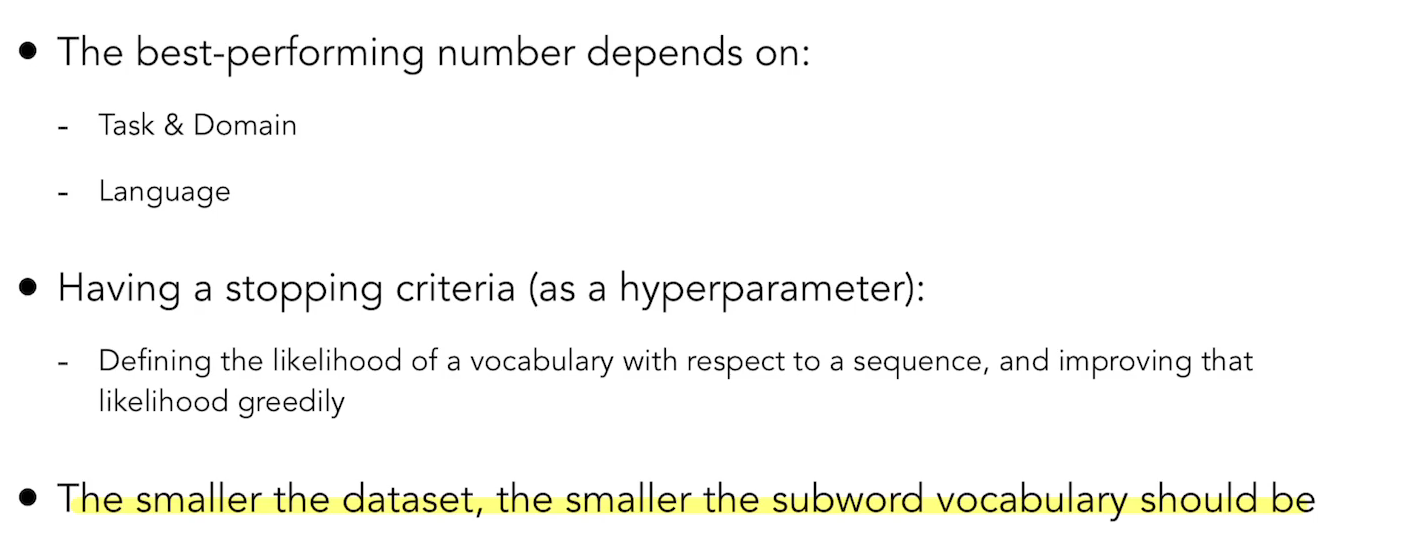 ● The best-performing number depends on:
- Task & Domain
- Language
● Having a stopping criteria (as a hyperparameter):
- Defining the likelihood of a vocabulary with respect to a sequence, and improving that
likelihood greedily
● The smaller the dataset, the smaller the subword vocabulary should be